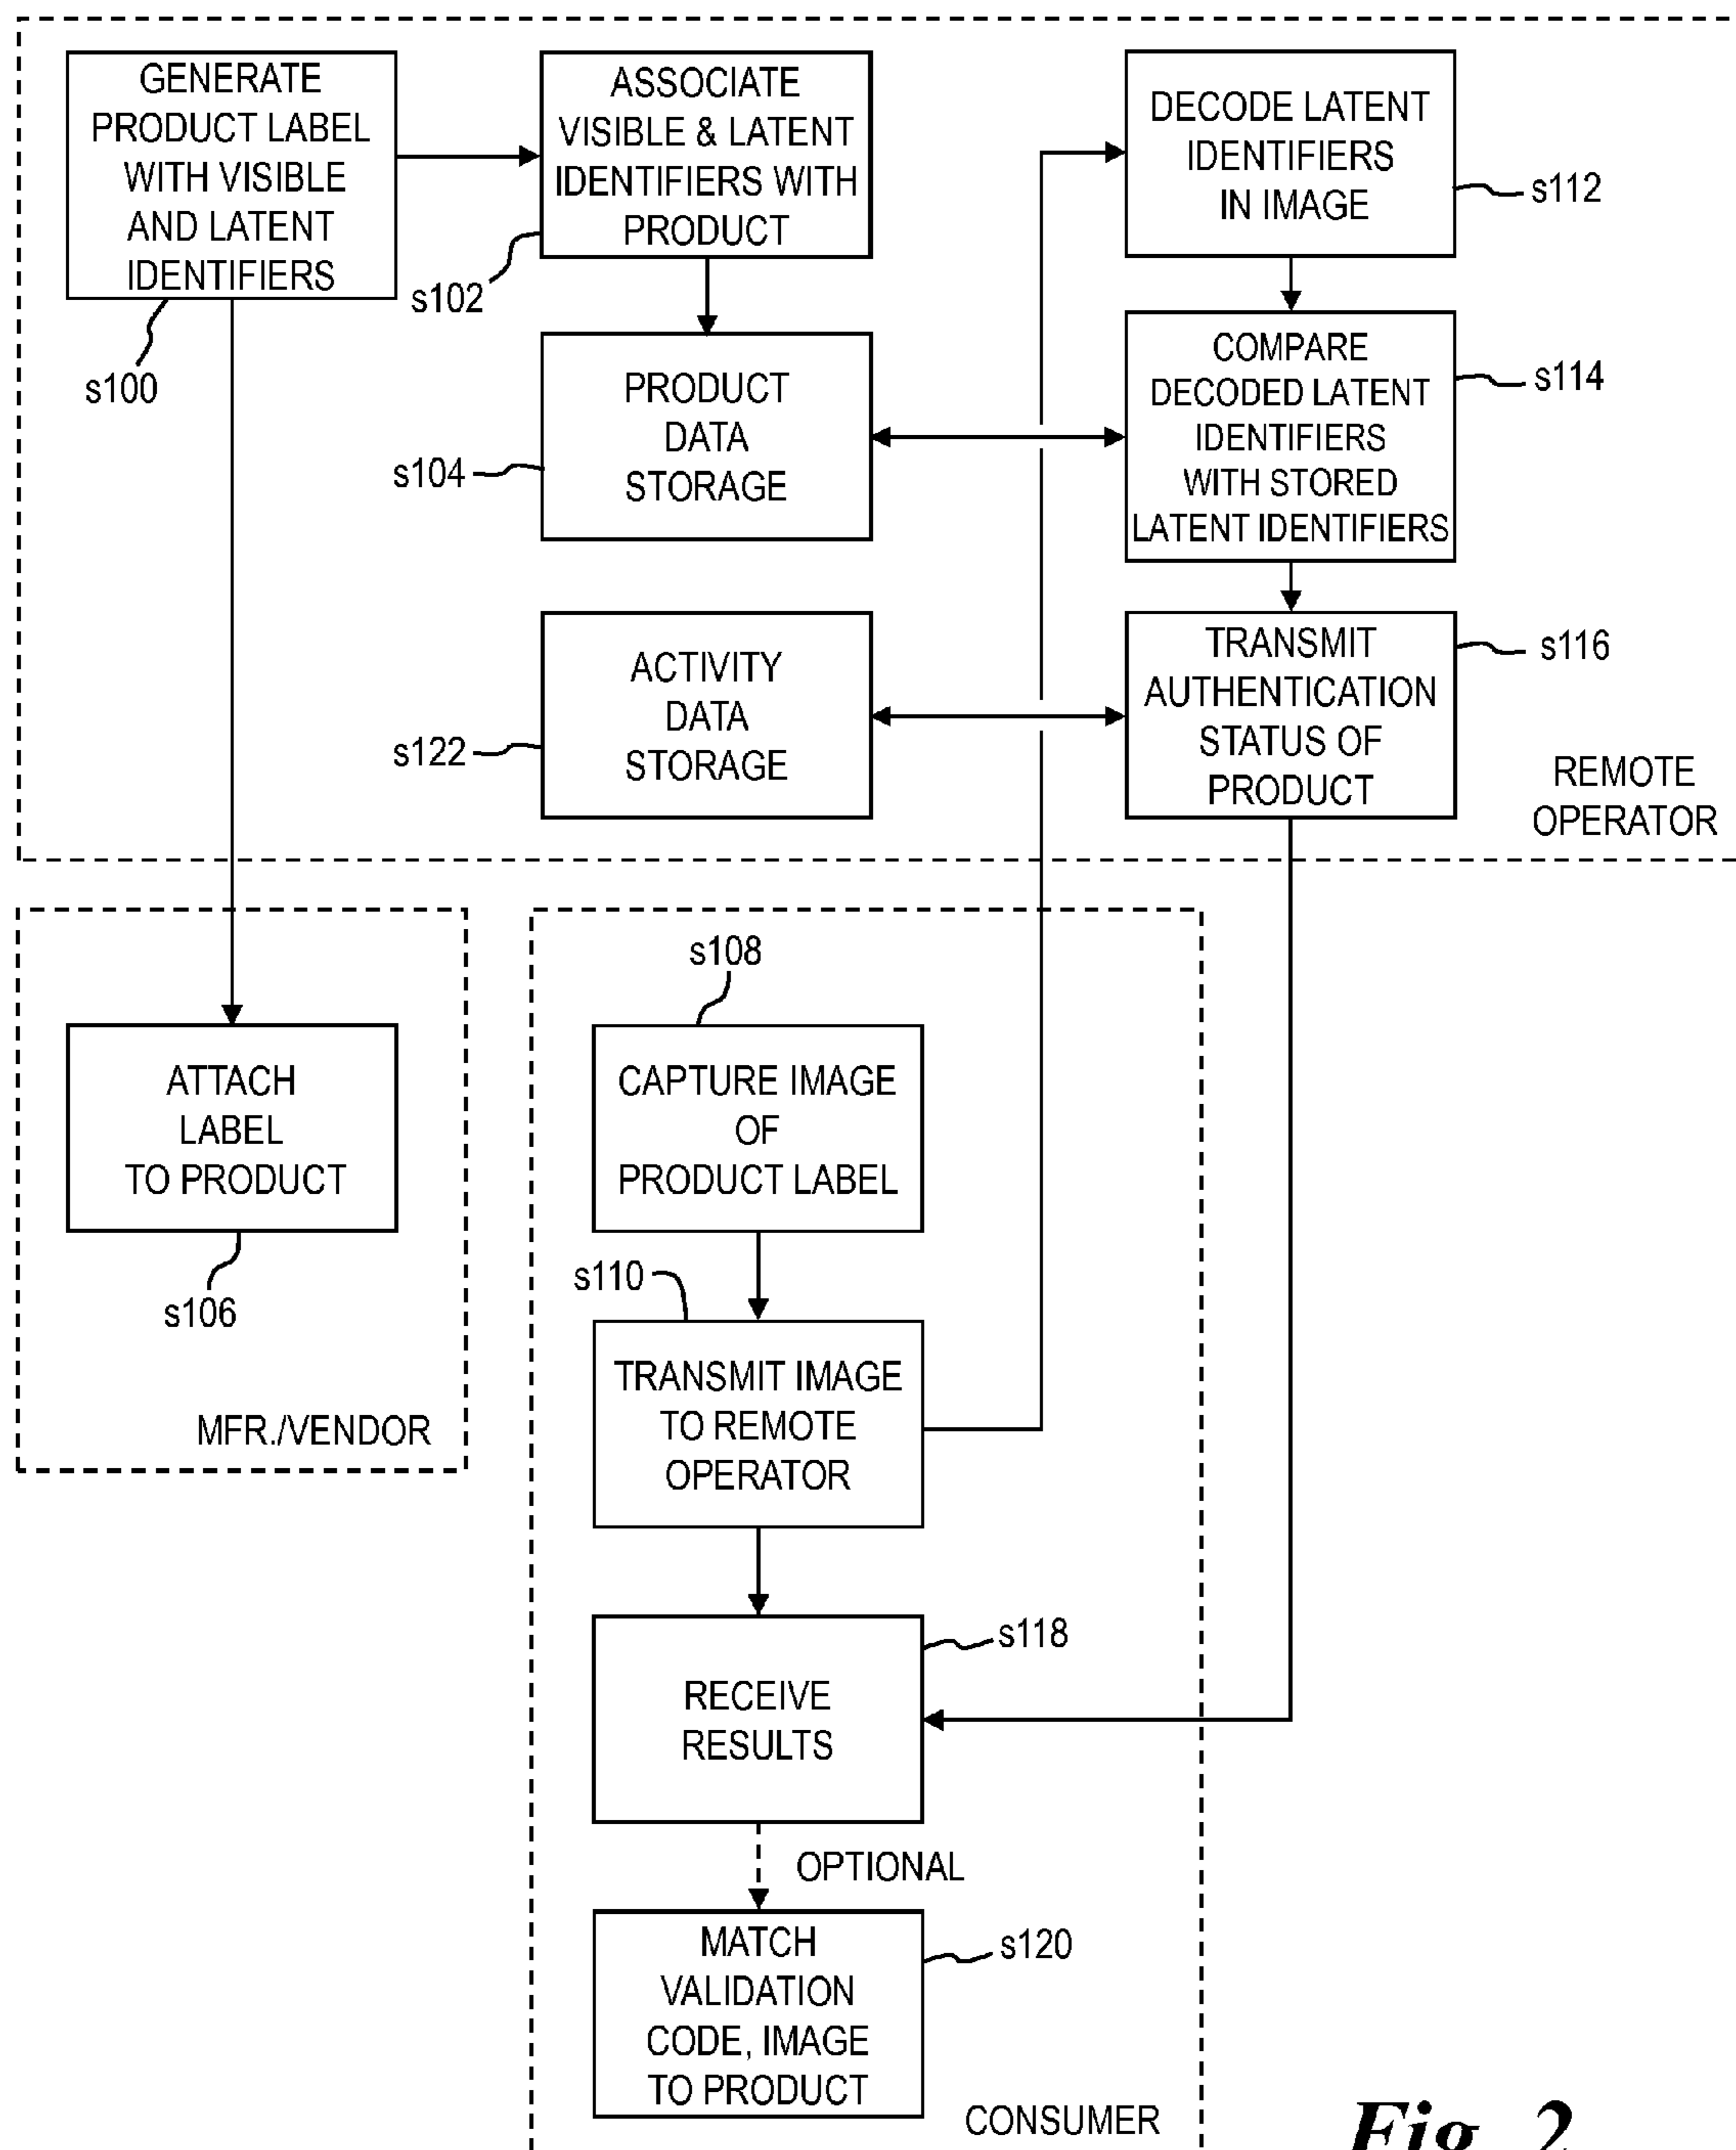 GENERATE
PRODUCT LABEL
WITH VISIBLE
AND LATENT
IDENTIFIERS
s100
ASSOCIATE
VISIBLE & LATENT
IDENTIFIERS WITH
PRODUCT
s102
PRODUCT
DATA
STORAGE
s104
ACTIVITY
DATA
STORAGE
s122
DECODE LATENT
IDENTIFIERS
IN IMAGE
s112
COMPARE
DECODED LATENT
IDENTIFIERS
WITH STORED
LATENT IDENTIFIERS
s114
TRANSMIT
AUTHENTICATION
STATUS OF
PRODUCT
s116
REMOTE
OPERATOR
ATTACH
LABEL
TO PRODUCT
s106
MFR./VENDOR
s108
CAPTURE IMAGE
OF
PRODUCT LABEL
s110
TRANSMIT IMAGE
TO REMOTE
OPERATOR
s118
RECEIVE
RESULTS
OPTIONAL
MATCH
VALIDATION
CODE, IMAGE
TO PRODUCT
s120
CONSUMER
Fig. 2